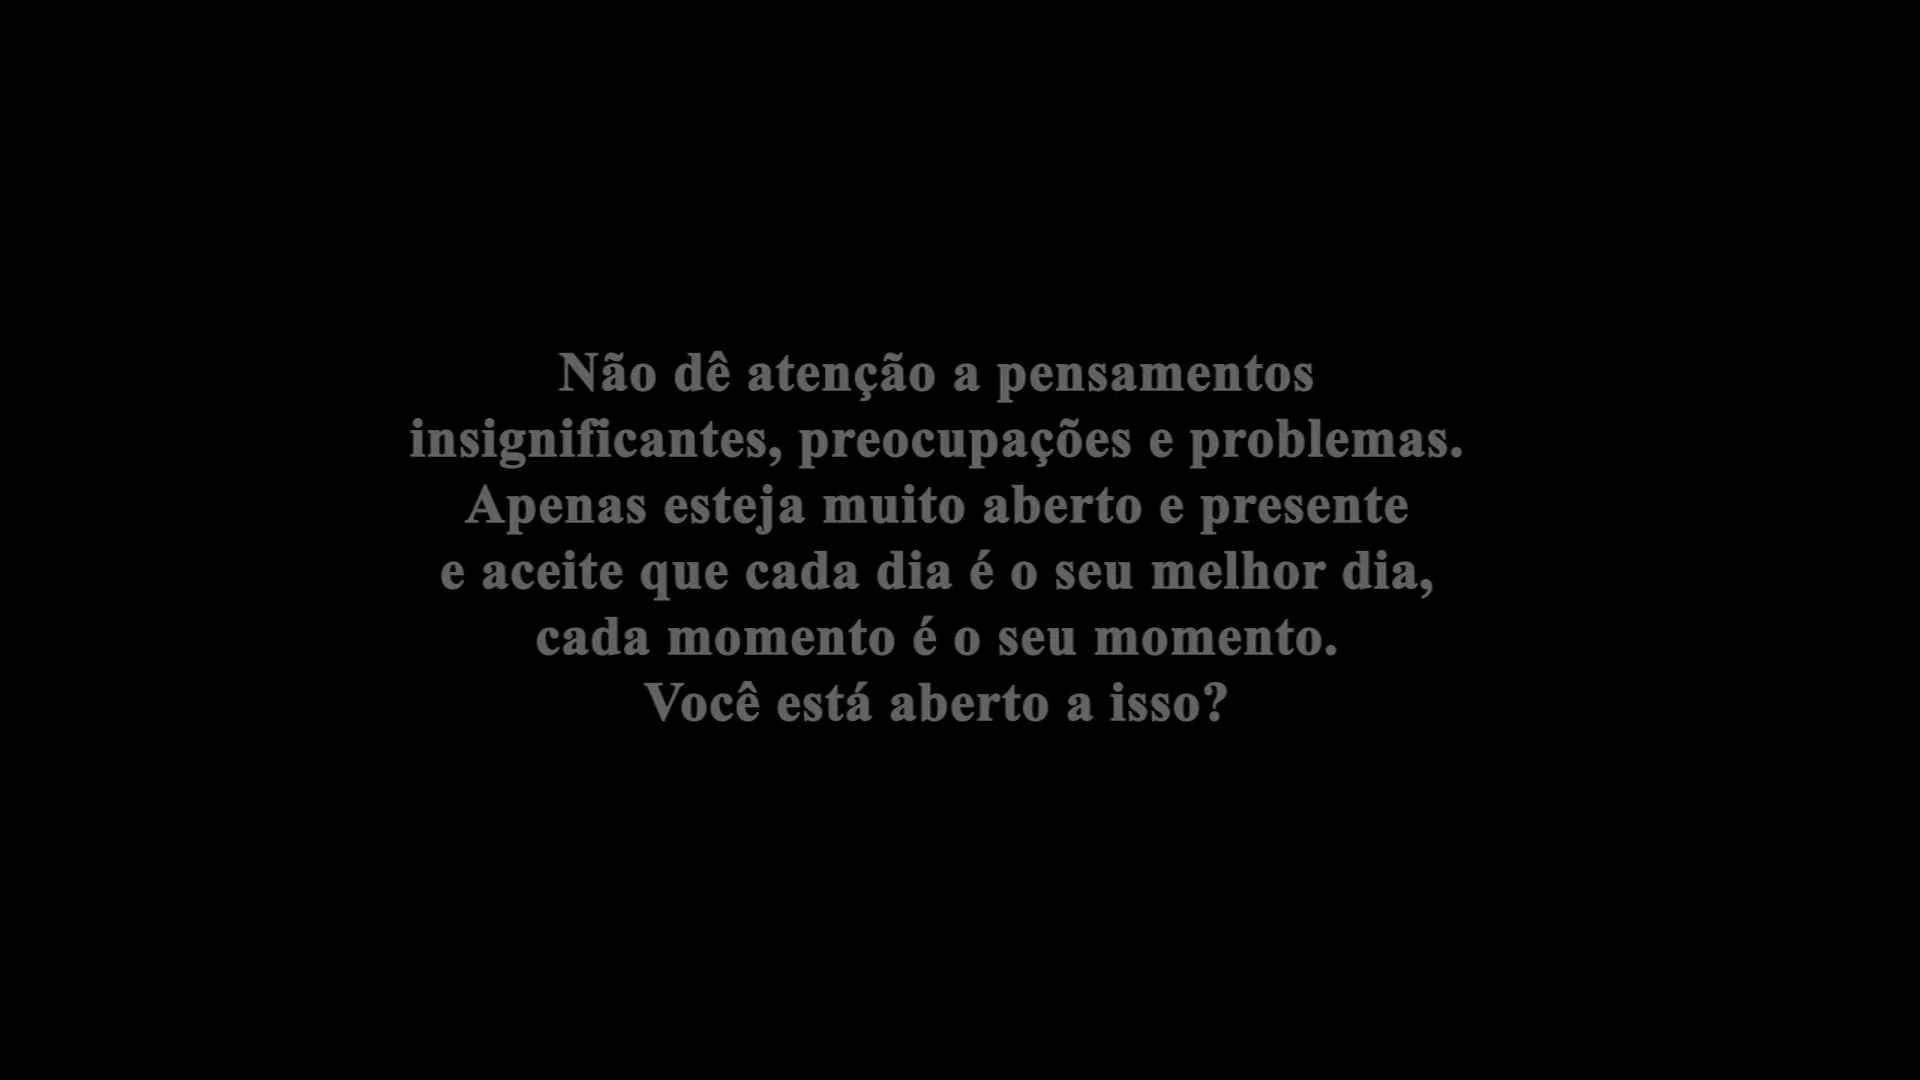 Não dê atenção a pensamentos
insignificantes, preocupações e problemas.
Apenas esteja muito aberto e presente
e aceite que cada dia é o seu melhor dia,
cada momento é o seu momento.
Você está aberto a isso?